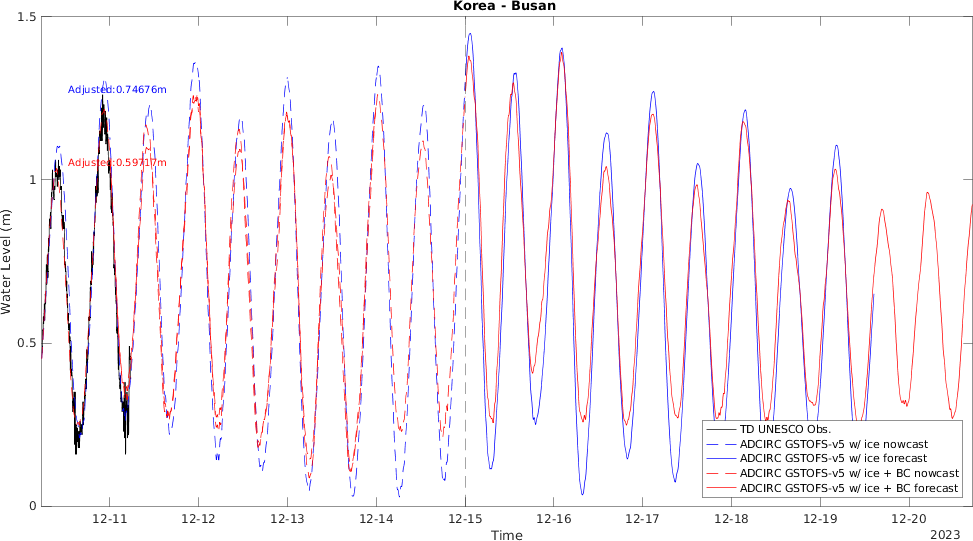 Korea - Busan
1.5
1
0.5
0
Water Level (m)
Adjusted:0.74676m
Adjusted:0.59717m
TD UNESCO Obs.
ADCIRC GSTOFS-v5 w/ ice nowcast
ADCIRC GSTOFS-v5 w/ ice forecast
ADCIRC GSTOFS-v5 w/ ice + BC nowcast
ADCIRC GSTOFS-v5 w/ ice + BC forecast
12-11 12-12 12-13 12-14 12-15 12-16 12-17 12-18 12-19 12-20
Time
2023